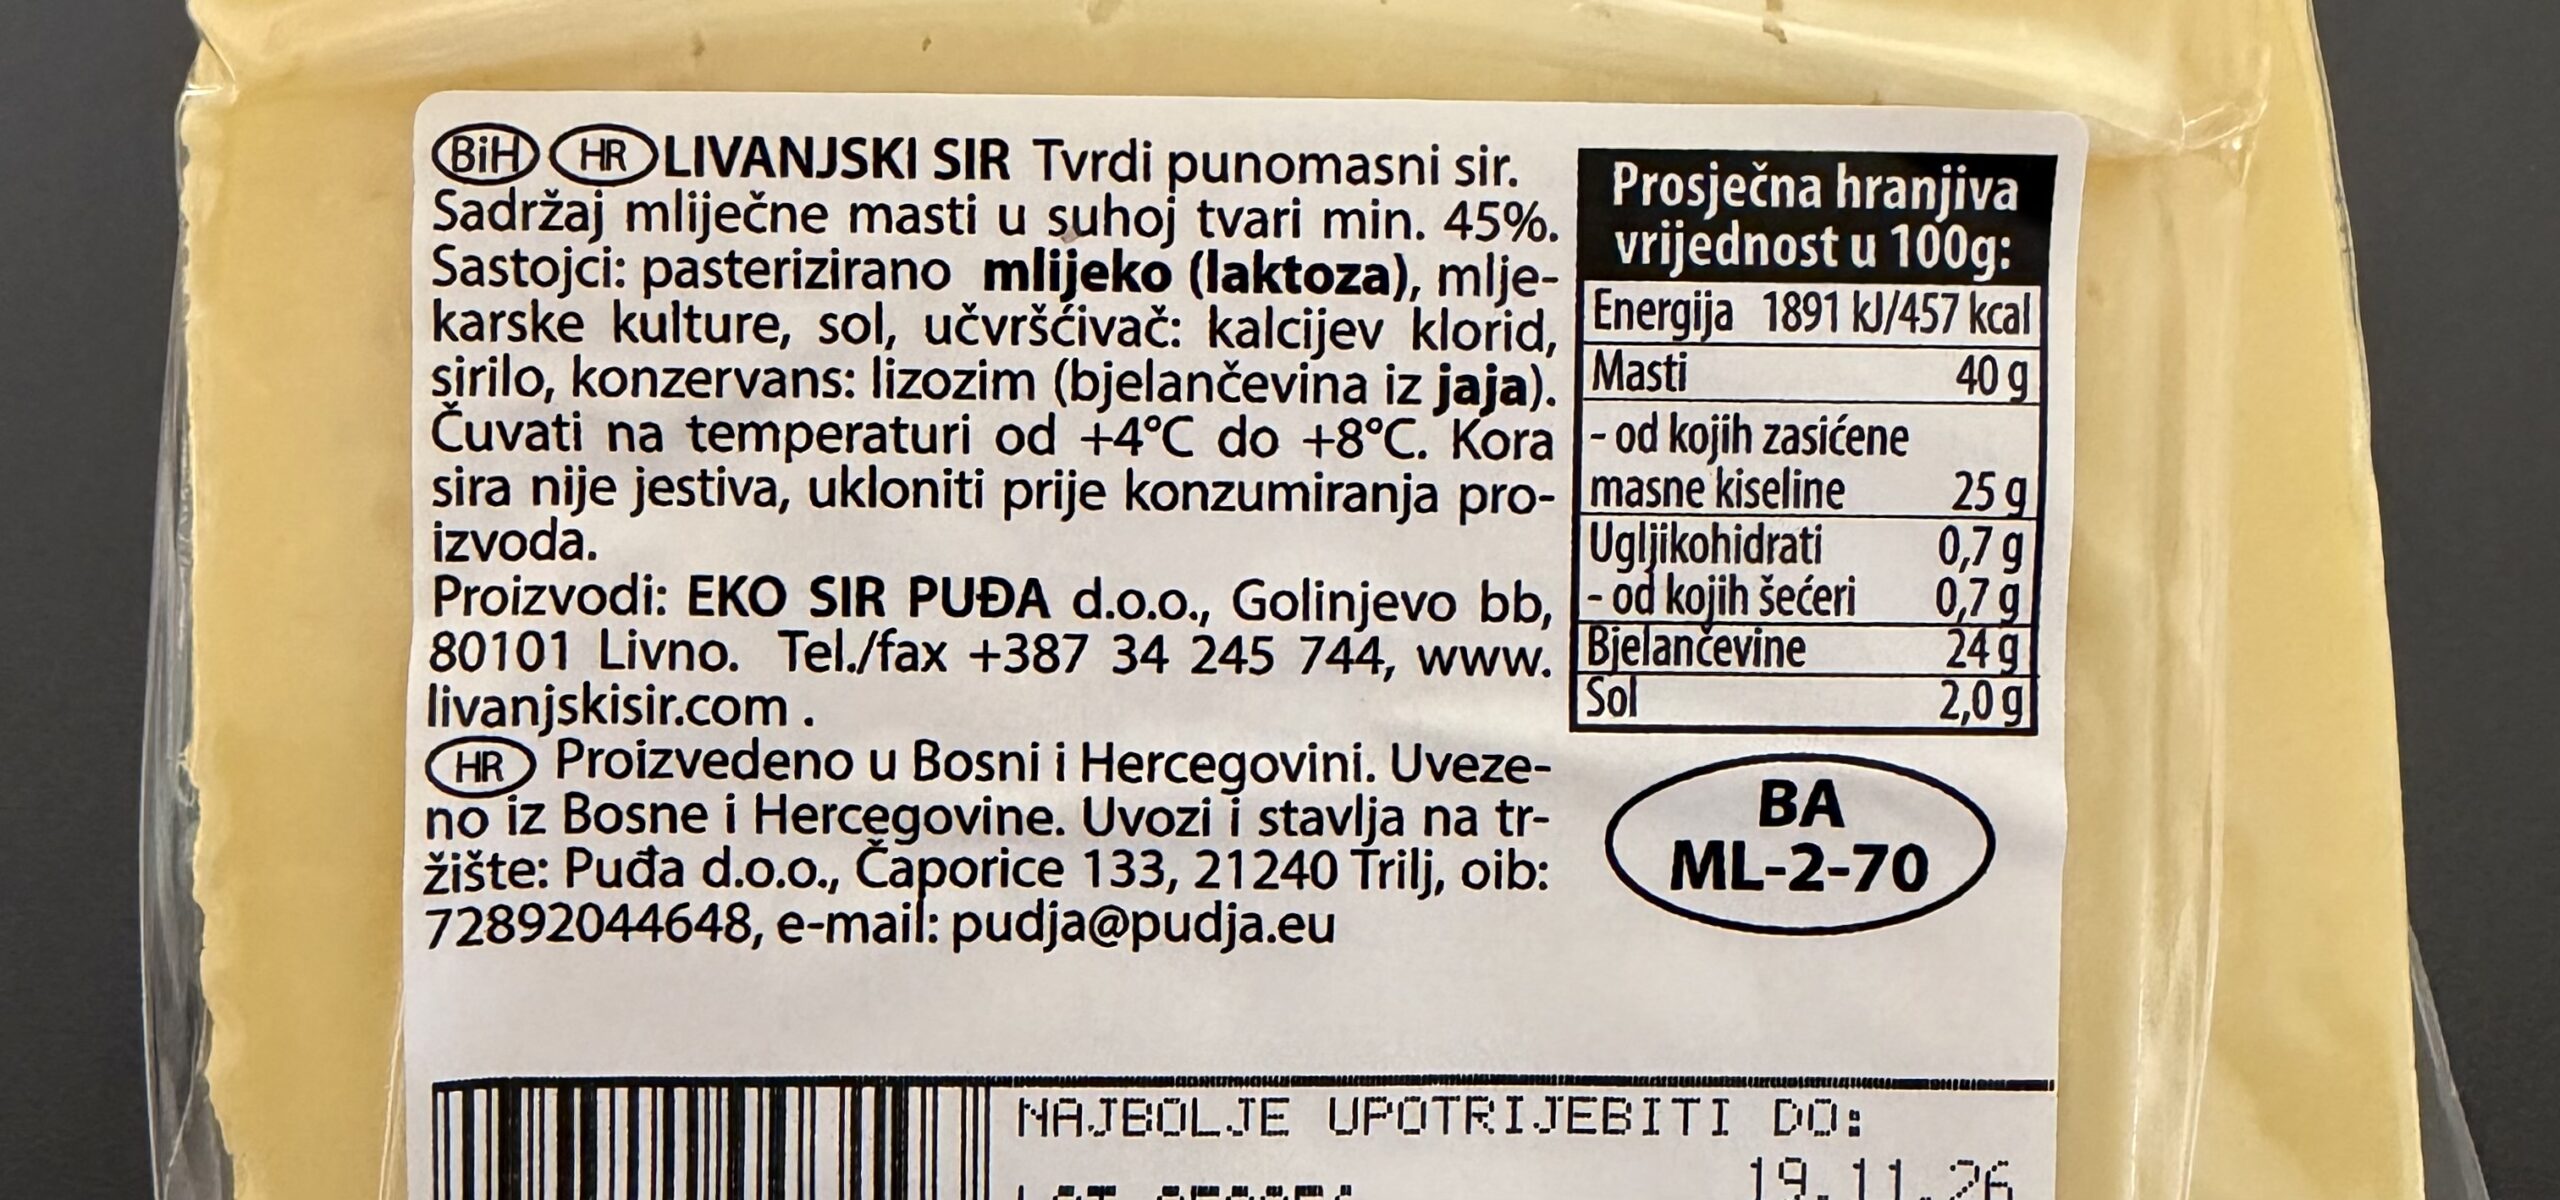 BiH HR LIVANJSKI SIR Tvrdi punomasni sir.
Sadržaj mliječne masti u suhoj tvari min. 45%.
Sastojci: pasterizirano mlijeko (laktoza), mlje-
karske kulture, sol, učvršćivač: kalcijev klorid,
sirilo, konzervans: lizozim (bjelančevina iz jaja).
Čuvati na temperaturi od +4°C do +8°C. Kora
sira nije jestiva, ukloniti prije konzumiranja pro-
izvoda.
Proizvodi: EKO SIR PUĐA d.o.o., Golinjevo bb,
80101 Livno. Tel./fax +387 34 245 744, www.
livanjskisir.com .
HR Proizvedeno u Bosni i Hercegovini. Uveze-
no iz Bosne i Hercegovine. Uvozi i stavlja na tr-
žište: Puđa d.o.o., Čaporice 133, 21240 Trilj, oib:
72892044648, e-mail: pudja@pudja.eu
Prosječna hranjiva
vrijednost u 100g:
Energija 1891 kJ/457 kcal
Masti 40 g
- od kojih zasićene
masne kiseline 25 g
Ugljikohidrati 0,7 g
- od kojih šećeri 0,7 g
Bjelančevine 24 g
Sol 2,0 g
BA
ML-2-70
NAJBOLJE UPOTRIJEBITI DO:
19.11.26